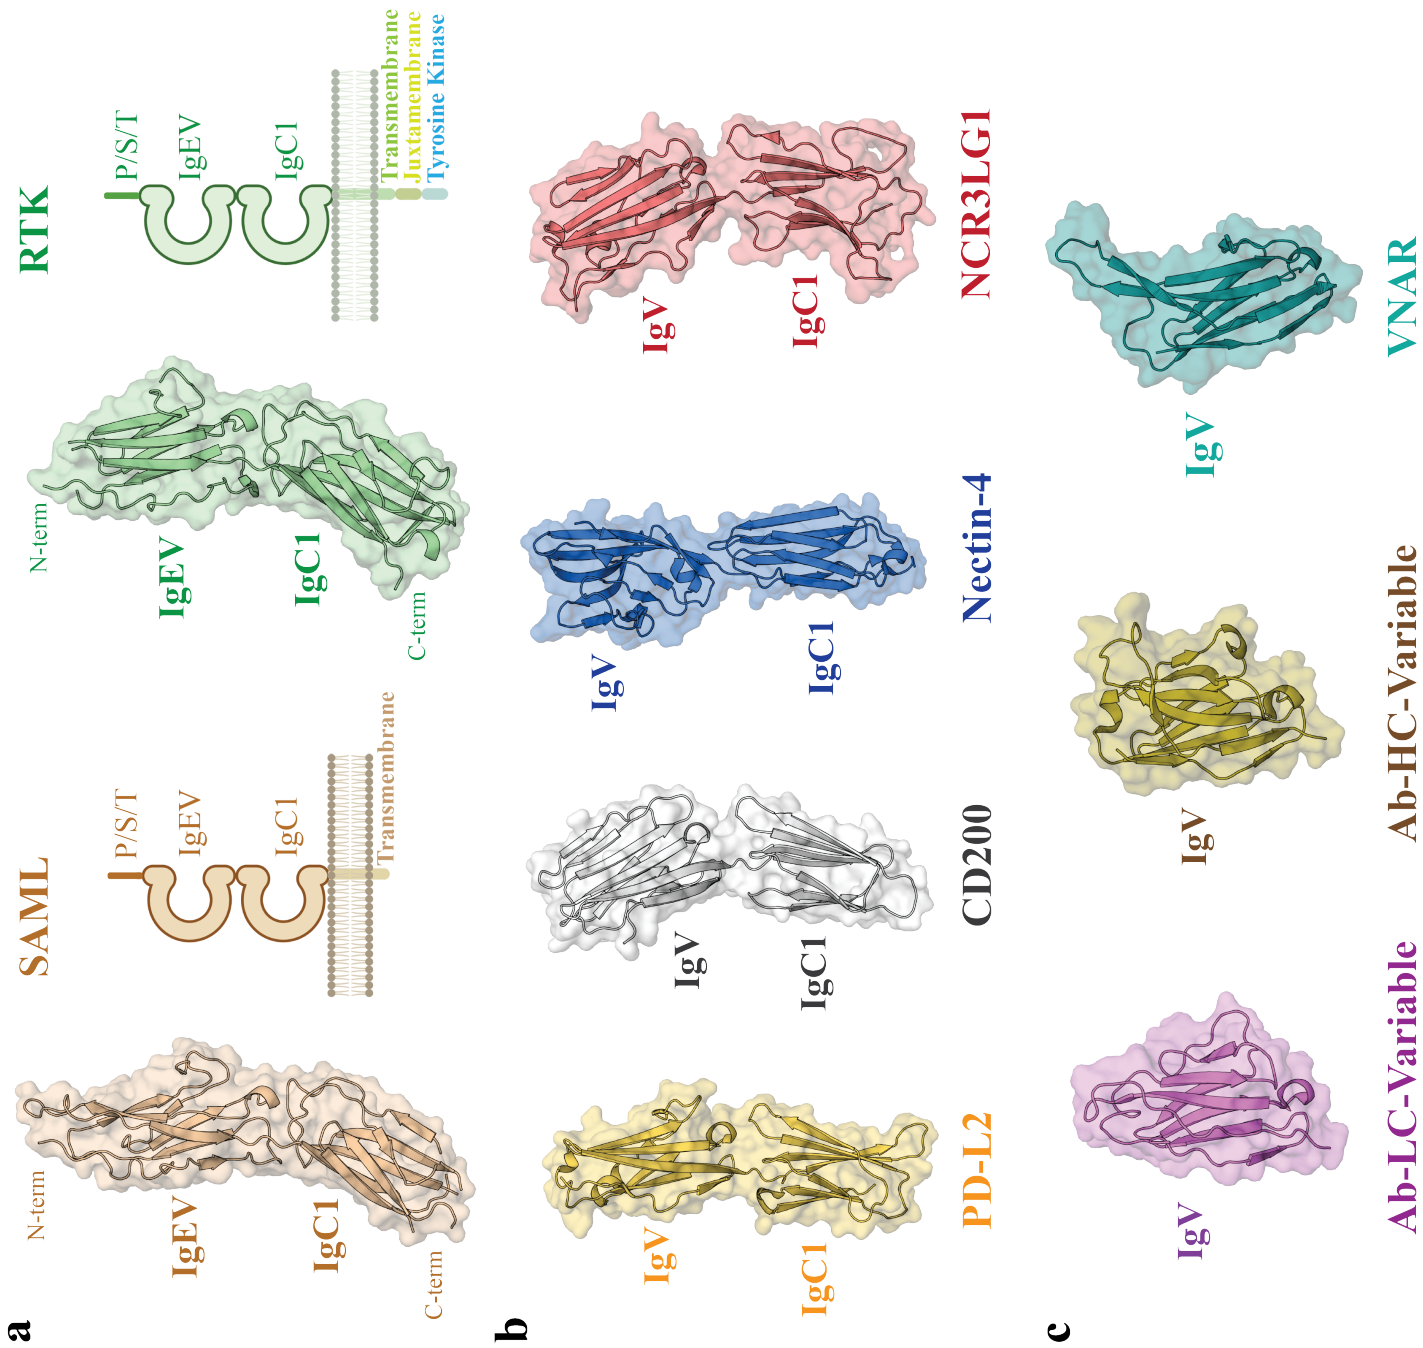 a
SAML
RTK
N-term
IgEV
IgC1
C-term
P/S/T
IgEV
IgC1
Transmembrane
N-term
IgEV
IgC1
C-term
P/S/T
IgEV
IgC1
Transmembrane
Juxtamembrane
Tyrosine Kinase
b
IgV
IgC1
PD-L2
IgV
IgC1
CD200
IgV
IgC1
Nectin-4
IgV
IgC1
NCR3LG1
c
IgV
Ab-LC-Variable
IgV
Ab-HC-Variable
IgV
VNAR